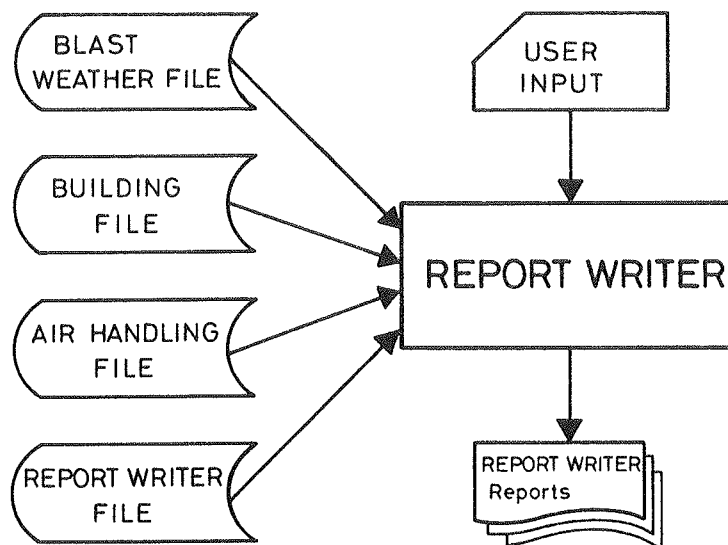 BLAST
WEATHER FILE
USER
INPUT
BUILDING
FILE
REPORT WRITER
AIR HANDLING
FILE
REPORT WRITER
FILE
REPORT WRITER
Reports